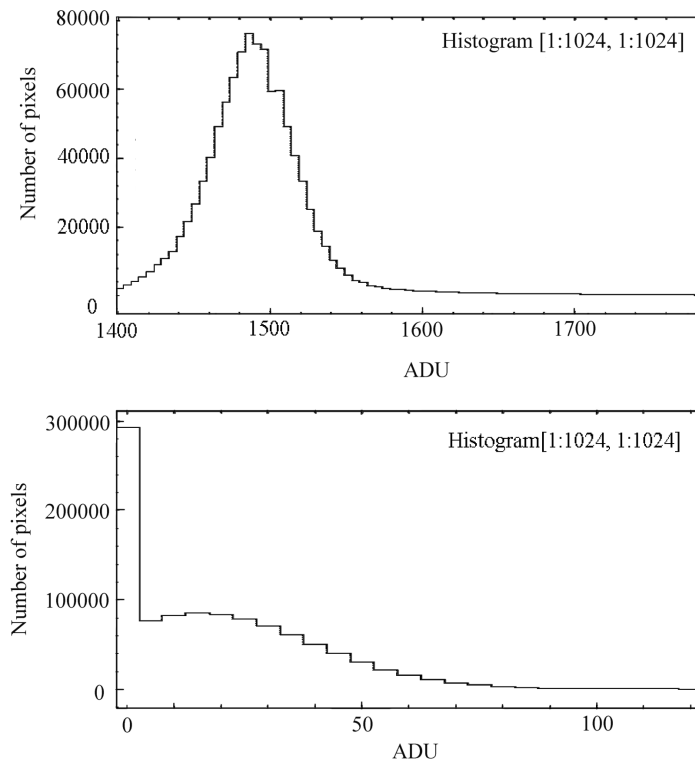 80000
Histogram [1:1024, 1:1024]
60000
40000
20000
0
Number of pixels
1400
1500
1600
1700
ADU
300000
Histogram[1:1024, 1:1024]
200000
100000
0
Number of pixels
0
50
100
ADU